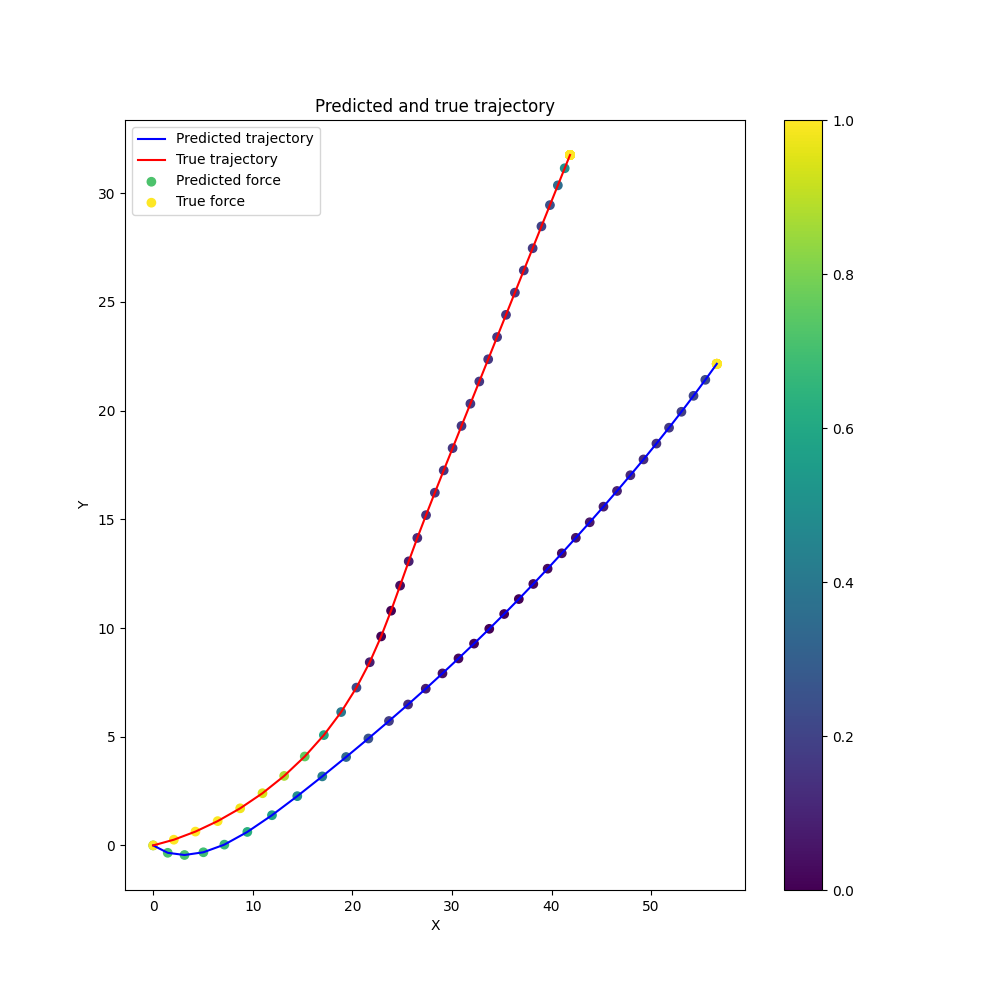 Predicted and true trajectory
Predicted trajectory
True trajectory
Predicted force
True force
30
25
20
15
10
5
0
Y
0 10 20 30 40 50
X
1.0
0.8
0.6
0.4
0.2
0.0